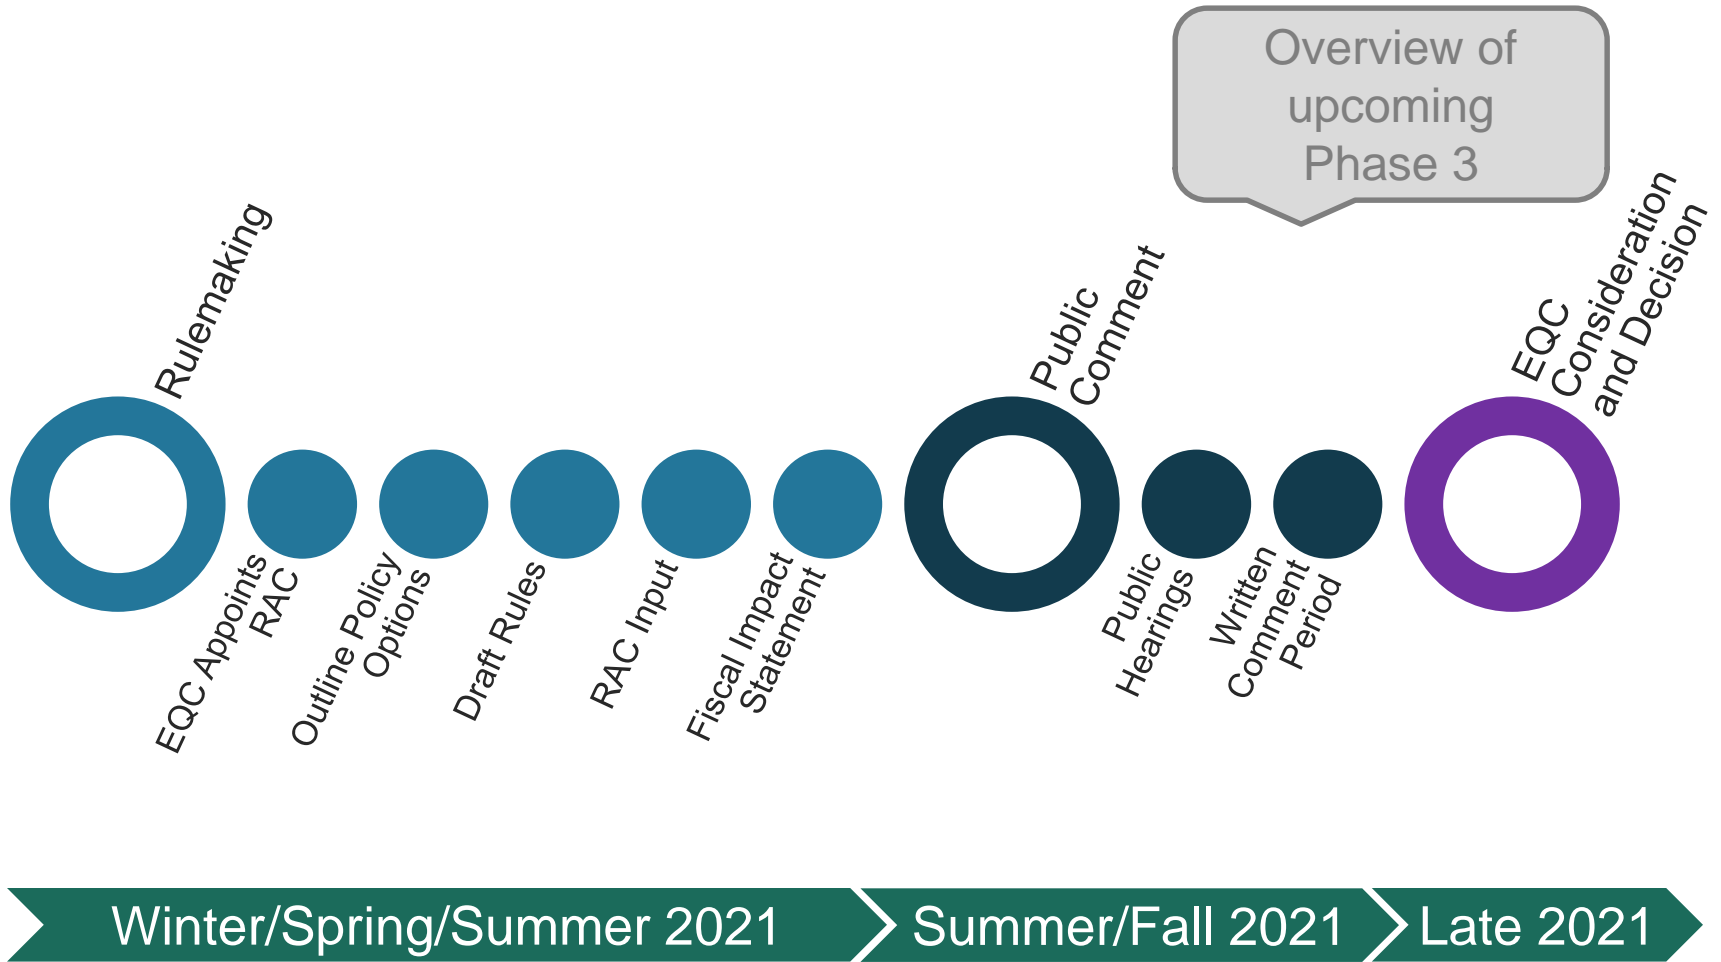 Overview of
upcoming
Phase 3
Rulemaking
EQC Appoints
RAC
Outline Policy
Options
Draft Rules
RAC Input
Fiscal Impact
Statement
Public
Comment
Public
Hearings
Written
Comment
Period
EQC
Consideration
and Decision
Winter/Spring/Summer 2021
Summer/Fall 2021
Late 2021